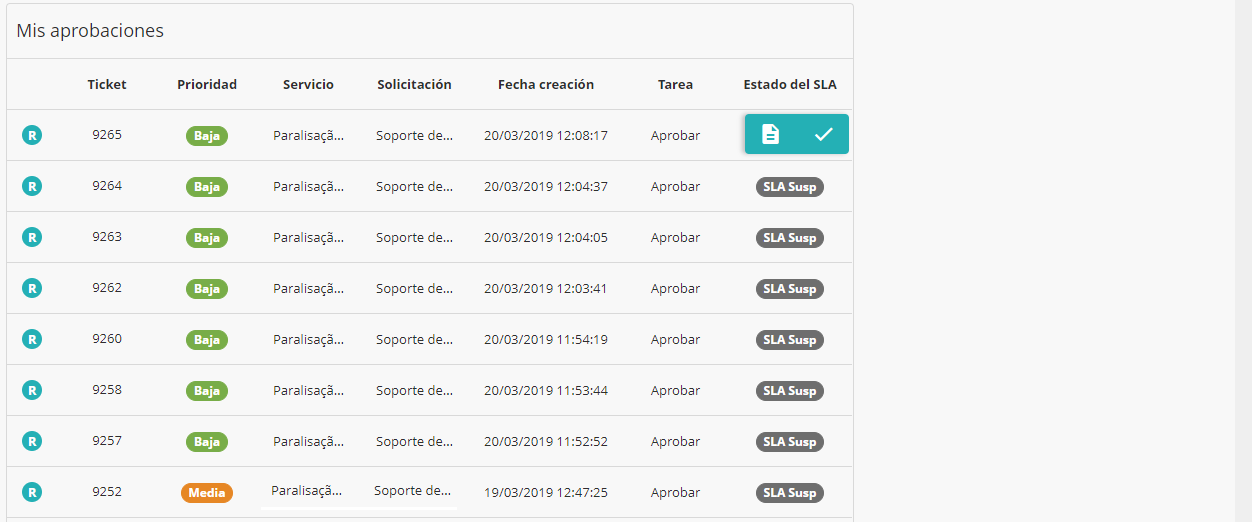 Mis aprobaciones
Ticket Prioridad Servicio Solicitación Fecha creación Tarea Estado del SLA
R 9265 Baja Paralisaçã... Soporte de... 20/03/2019 12:08:17 Aprobar
R 9264 Baja Paralisaçã... Soporte de... 20/03/2019 12:04:37 Aprobar SLA Susp
R 9263 Baja Paralisaçã... Soporte de... 20/03/2019 12:04:05 Aprobar SLA Susp
R 9262 Baja Paralisaçã... Soporte de... 20/03/2019 12:03:41 Aprobar SLA Susp
R 9260 Baja Paralisaçã... Soporte de... 20/03/2019 11:54:19 Aprobar SLA Susp
R 9258 Baja Paralisaçã... Soporte de... 20/03/2019 11:53:44 Aprobar SLA Susp
R 9257 Baja Paralisaçã... Soporte de... 20/03/2019 11:52:52 Aprobar SLA Susp
R 9252 Media Paralisaçã... Soporte de... 19/03/2019 12:47:25 Aprobar SLA Susp